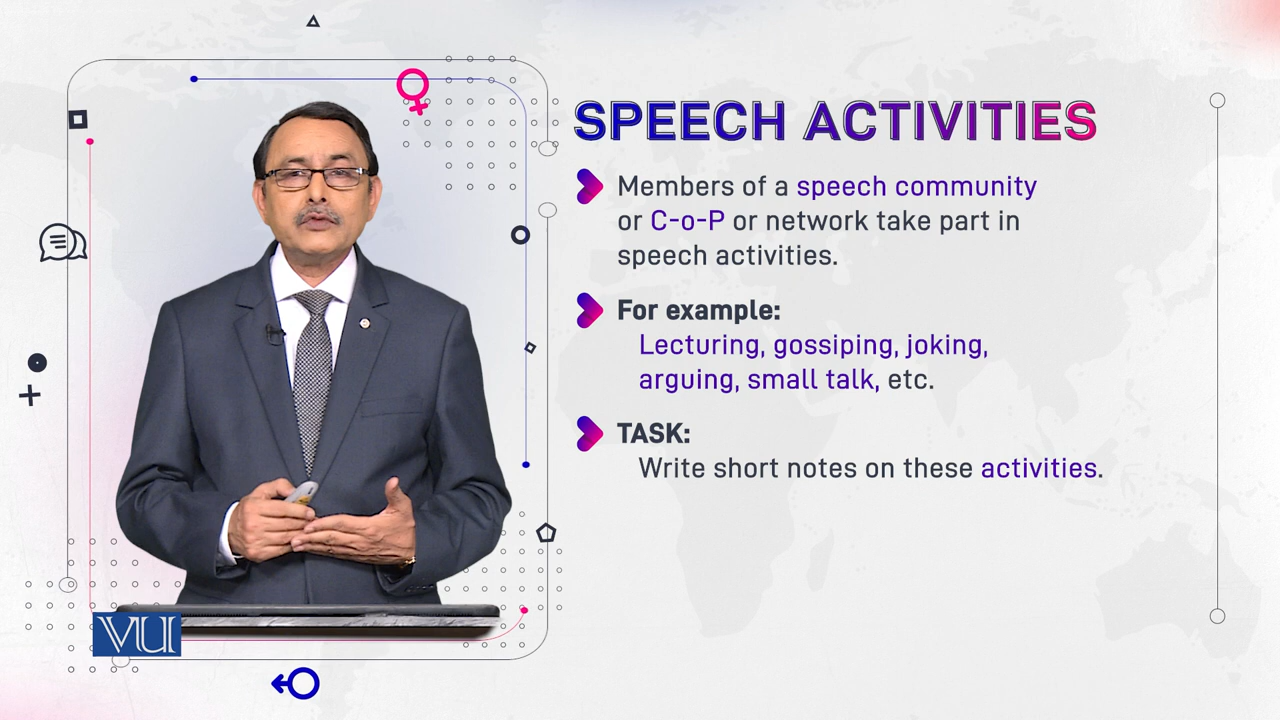 SPEECH ACTIVITIES
Members of a speech community
or C-o-P or network take part in
speech activities.
For example:
Lecturing, gossiping, joking,
arguing, small talk, etc.
TASK:
Write short notes on these activities.
VU